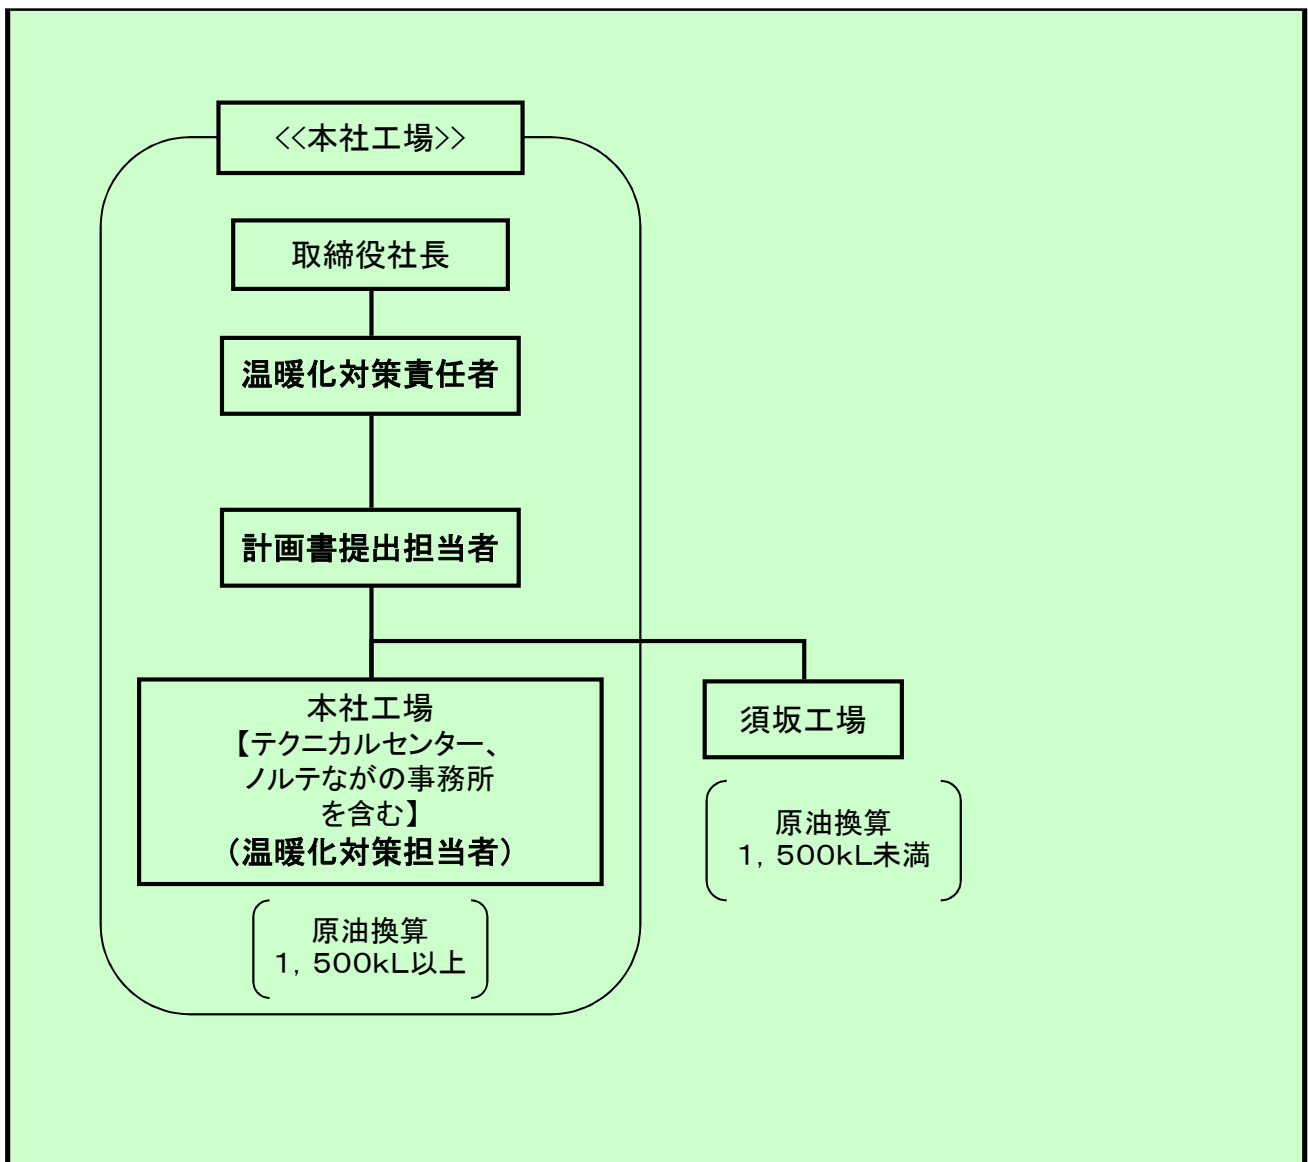 <<本社工場>>
取締役社長
温暖化対策責任者
計画書提出担当者
本社工場
【テクニカルセンター、
ノルテながの事務所
を含む】
（温暖化対策担当者）
原油換算
１，５００ｋＬ以上
須坂工場
原油換算
１，５００ｋＬ未満